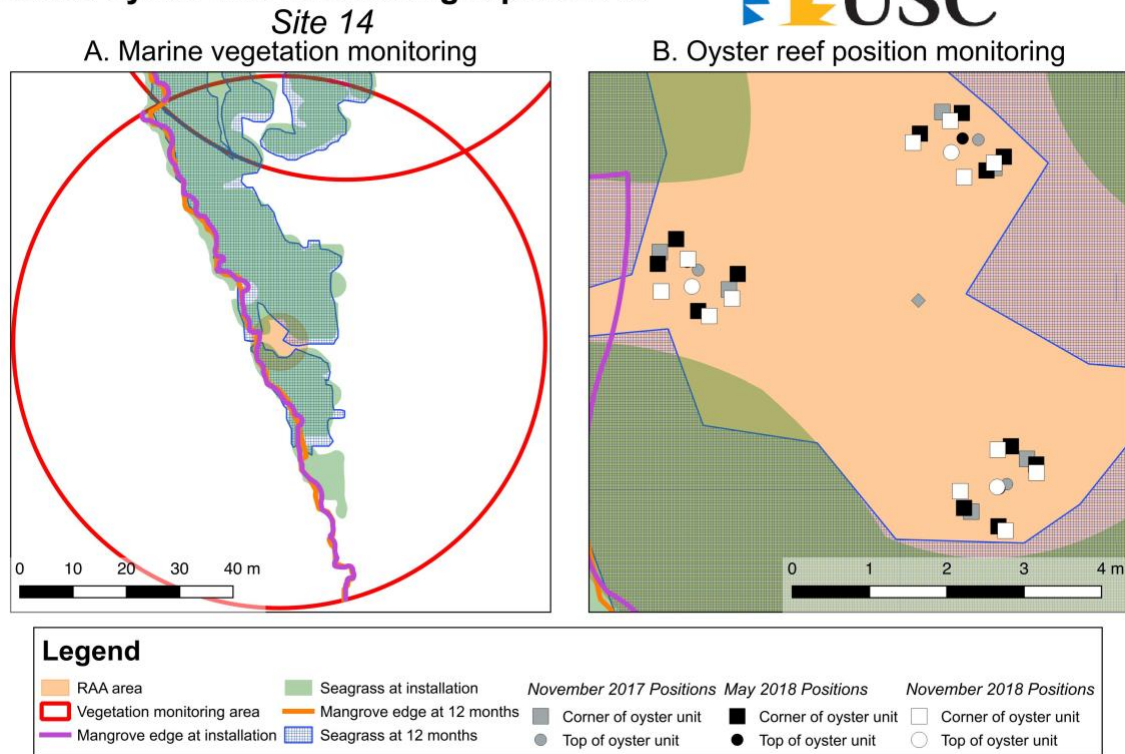 Site 14
USC
A. Marine vegetation monitoring
B. Oyster reef position monitoring
0 10 20 30 40 m
0 1 2 3 4 m
Legend
RAA area
Vegetation monitoring area
Mangrove edge at installation
Seagrass at installation
Mangrove edge at 12 months
Seagrass at 12 months
November 2017 Positions
Corner of oyster unit
Top of oyster unit
May 2018 Positions
Corner of oyster unit
Top of oyster unit
November 2018 Positions
Corner of oyster unit
Top of oyster unit